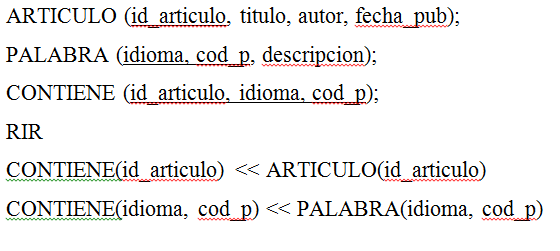 ARTICULO (id_articulo, titulo, autor, fecha_pub);
PALABRA (idioma, cod_p, descripcion);
CONTIENE (id_articulo, idioma, cod_p);
RIR
CONTIENE(id_articulo) << ARTICULO(id_articulo)
CONTIENE(idioma, cod_p) << PALABRA(idioma, cod_p)